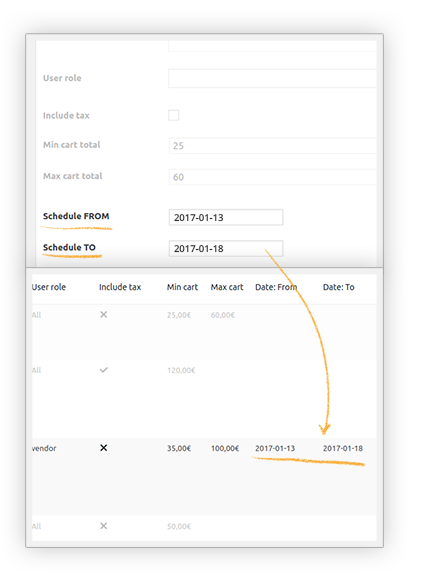 User role
Include tax
Min cart total 25
Max cart total 60
Schedule FROM 2017-01-13
Schedule TO 2017-01-18
User role Include tax Min cart Max cart Date: From Date: To
All 25,00€ 60,00€
All 120,00€
vendor 35,00€ 100,00€ 2017-01-13 2017-01-18
All 50,00€